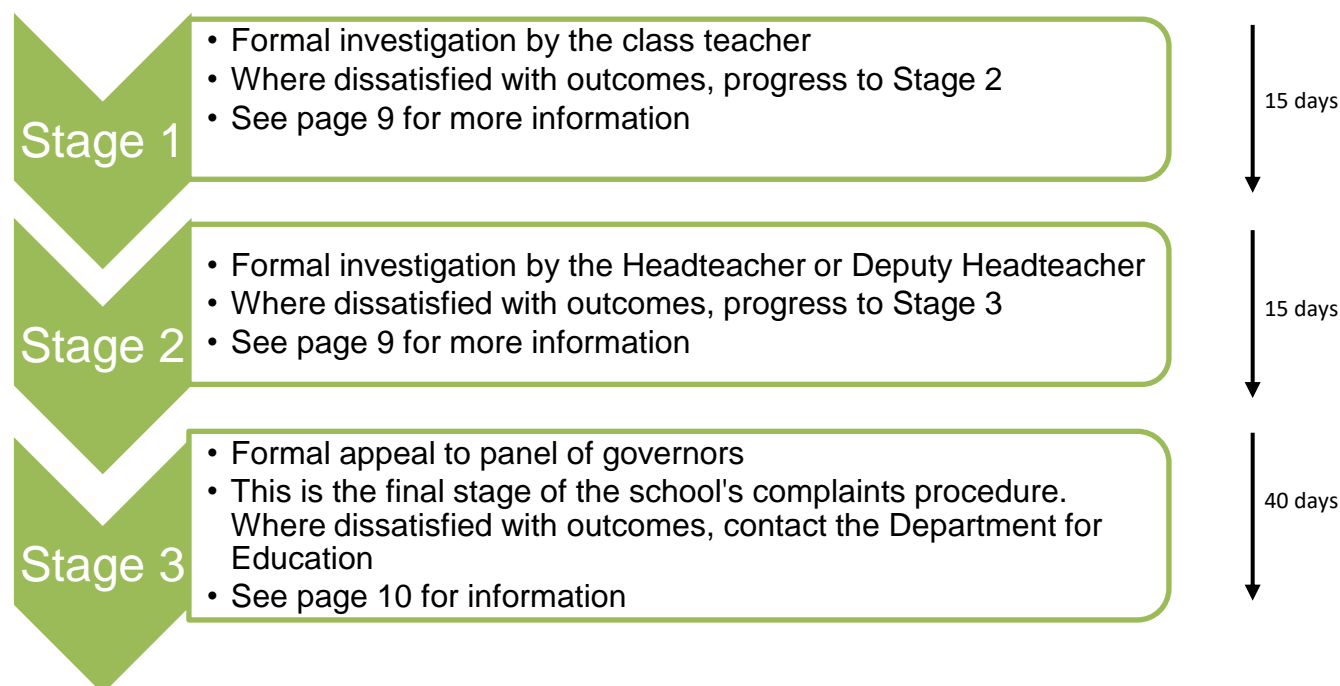 Stage 1
• Formal investigation by the class teacher
• Where dissatisfied with outcomes, progress to Stage 2
• See page 9 for more information
15 days
Stage 2
• Formal investigation by the Headteacher or Deputy Headteacher
• Where dissatisfied with outcomes, progress to Stage 3
• See page 9 for more information
15 days
Stage 3
• Formal appeal to panel of governors
• This is the final stage of the school's complaints procedure.
Where dissatisfied with outcomes, contact the Department for
Education
• See page 10 for information
40 days